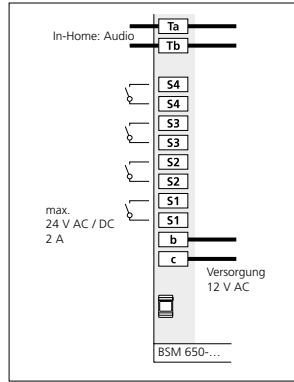 Ta
In-Home: Audio
Tb
S4
S4
S3
S3
S2
S2
S1
max.
24 V AC / DC
2 A
S1
b
c
Versorgung
12 V AC
BSM 650-...